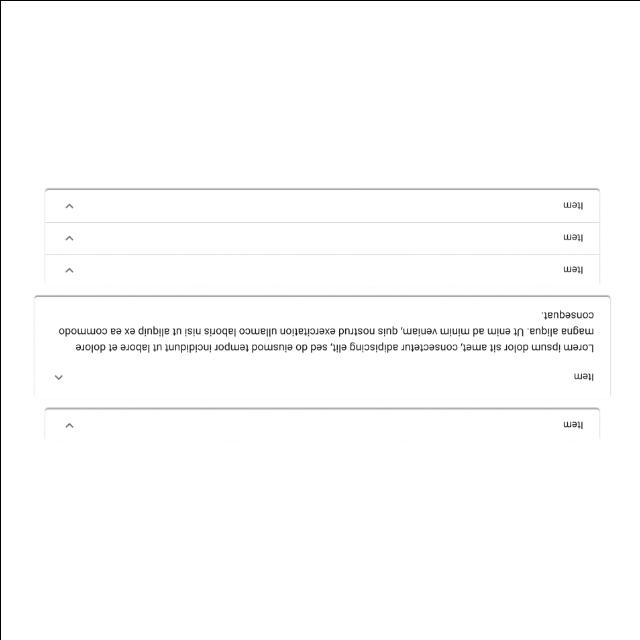 Item
Item
Lorem ipsum dolor sit amet, consectetur adipiscing elit, sed do eiusmod tempor incididunt ut labore et dolore
magna aliqua. Ut enim ad minim veniam, quis nostrud exercitation ullamco laboris nisi ut aliquip ex ea commodo
consequat.
Item
Item
Item